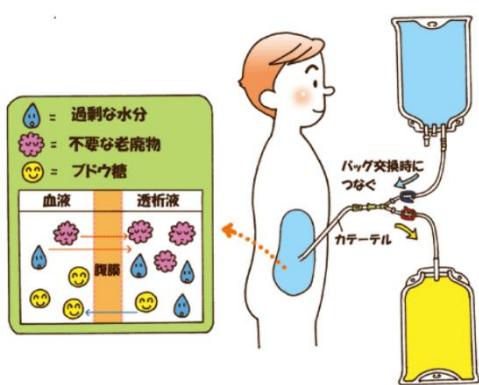 = 過剰な水分
= 不要な老廃物
= ブドウ糖
血液
透析液
腹膜
バッグ交換時に
つなぐ
カテーテル